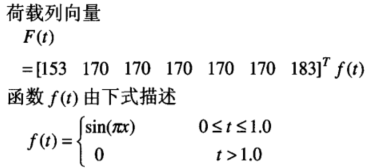 荷载列向量
F(t)
=[153 170 170 170 170 170 183]^T f(t)
函数 f(t) 由下式描述
f(t)={sin(πx) 0≤t≤1.0
0 t>1.0